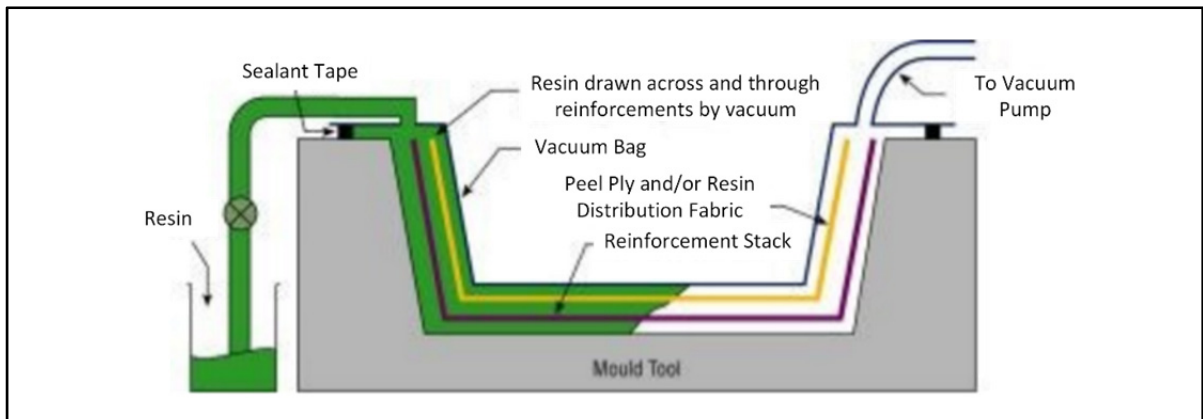 Sealant Tape
Resin drawn across and through
reinforcements by vacuum
To Vacuum
Pump
Vacuum Bag
Peel Ply and/or Resin
Distribution Fabric
Resin
Reinforcement Stack
Mould Tool